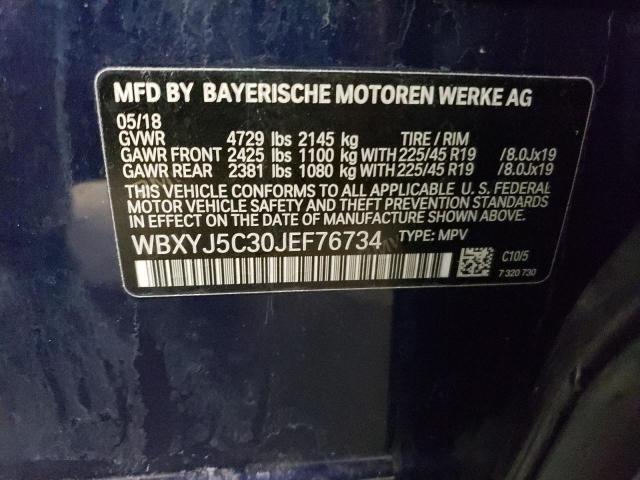 MFD BY BAYERISCHE MOTOREN WERKE AG
05/18
GVWR 4729 lbs 2145 kg TIRE / RIM
GAWR FRONT 2425 lbs 1100 kg WITH 225/45 R19 /8.0Jx19
GAWR REAR 2381 lbs 1080 kg WITH 225/45 R19 /8.0Jx19
THIS VEHICLE CONFORMS TO ALL APPLICABLE U. S. FEDERAL
MOTOR VEHICLE SAFETY AND THEFT PREVENTION STANDARDS
IN EFFECT ON THE DATE OF MANUFACTURE SHOWN ABOVE.
WBXYJ5C30JEF76734 TYPE: MPV
C10/5
7 320 730